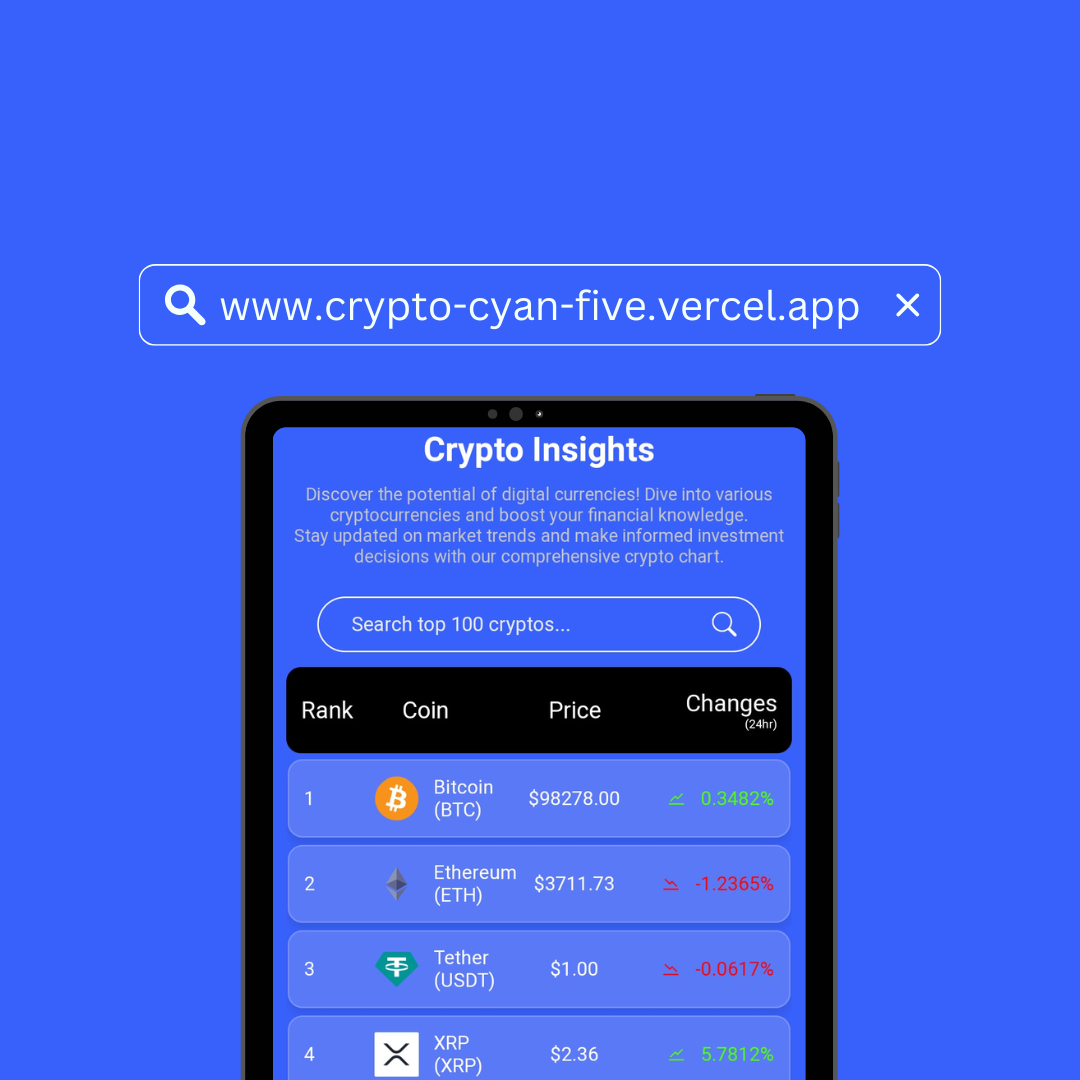 www.crypto-cyan-five.vercel.app
Crypto Insights
Discover the potential of digital currencies! Dive into various
cryptocurrencies and boost your financial knowledge.
Stay updated on market trends and make informed investment
decisions with our comprehensive crypto chart.
Search top 100 cryptos...
Rank Coin Price Changes
(24hr)
1 Bitcoin $98278.00 0.3482%
(BTC)
2 Ethereum $3711.73 -1.2365%
(ETH)
3 Tether $1.00 -0.0617%
(USDT)
4 XRP $2.36 5.7812%
(XRP)